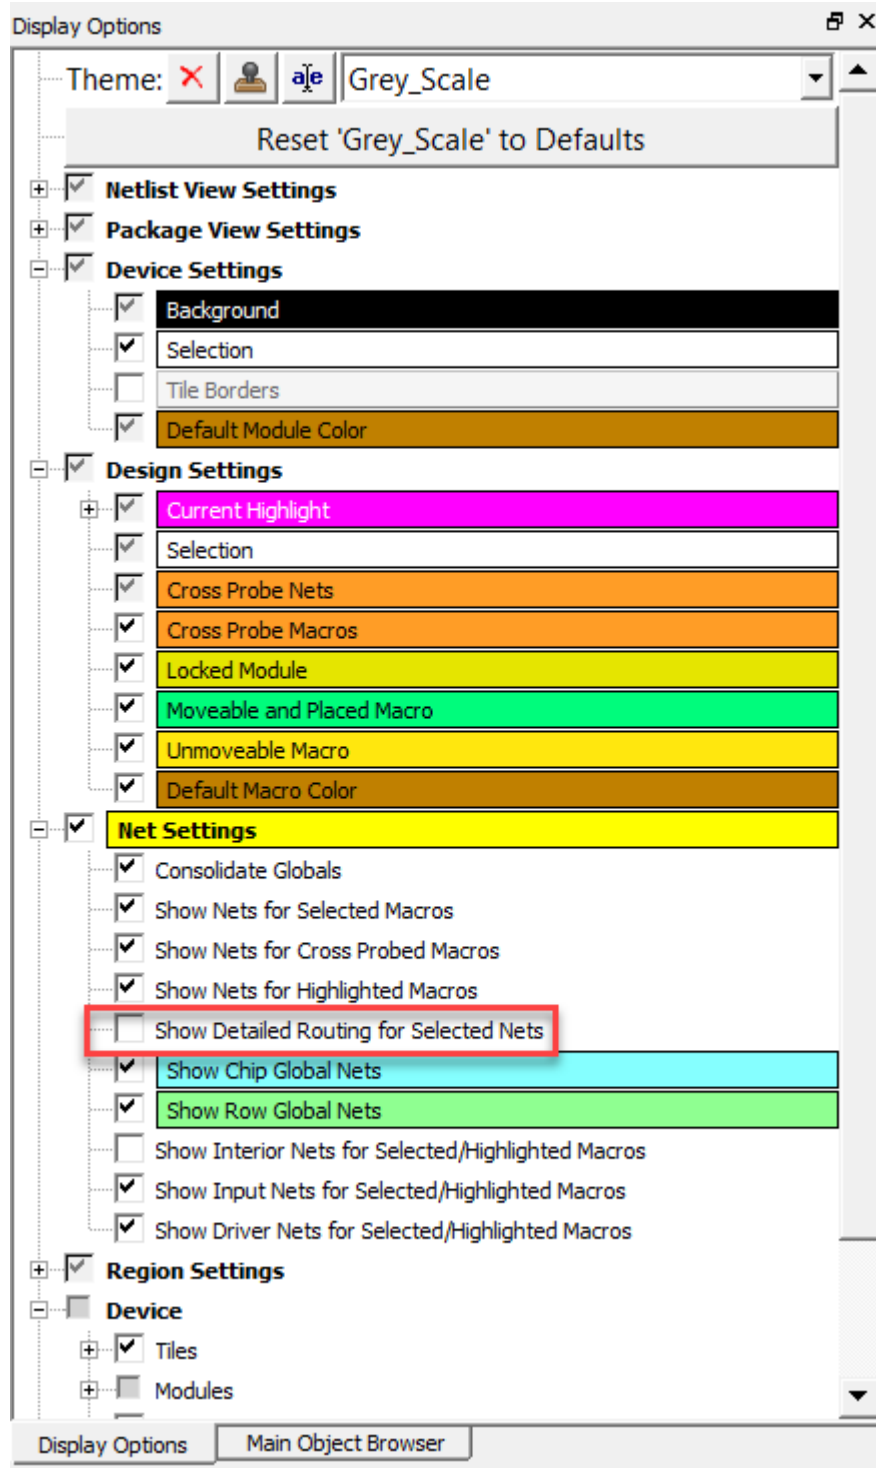 Display Options
Theme: ae Grey_Scale
Reset 'Grey_Scale' to Defaults
Netlist View Settings
Package View Settings
Device Settings
Background
Selection
Tile Borders
Default Module Color
Design Settings
Current Highlight
Selection
Cross Probe Nets
Cross Probe Macros
Locked Module
Moveable and Placed Macro
Unmoveable Macro
Default Macro Color
Net Settings
Consolidate Globals
Show Nets for Selected Macros
Show Nets for Cross Probed Macros
Show Nets for Highlighted Macros
Show Detailed Routing for Selected Nets
Show Chip Global Nets
Show Row Global Nets
Show Interior Nets for Selected/Highlighted Macros
Show Input Nets for Selected/Highlighted Macros
Show Driver Nets for Selected/Highlighted Macros
Region Settings
Device
Tiles
Modules
Display Options Main Object Browser